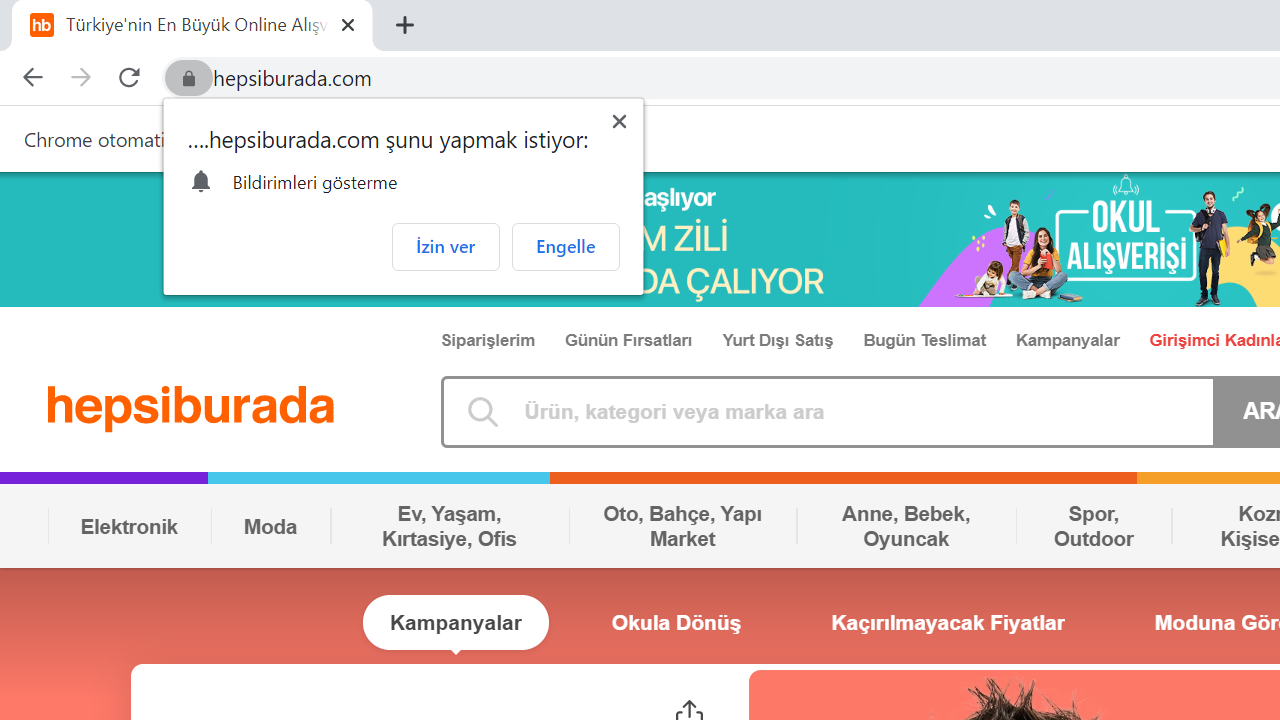 hb Türkiye'nin En Büyük Online Alışv
hepsiburada.com
Chrome otomati
....hepsiburada.com şunu yapmak istiyor:
Bildirimleri gösterme
İzin ver Engelle
aşlıyor
M ZİLİ
DA ÇALIYOR
OKUL
ALIŞVERİŞİ
Siparişlerim Günün Fırsatları Yurt Dışı Satış Bugün Teslimat Kampanyalar Girişimci Kadınla
hepsiburada
Ürün, kategori veya marka ara
ARA
Elektronik
Moda
Ev, Yaşam,
Kırtasiye, Ofis
Oto, Bahçe, Yapı
Market
Anne, Bebek,
Oyuncak
Spor,
Outdoor
Kozm
Kişise
Kampanyalar Okula Dönüş Kaçırılmayacak Fiyatlar Moduna Göre